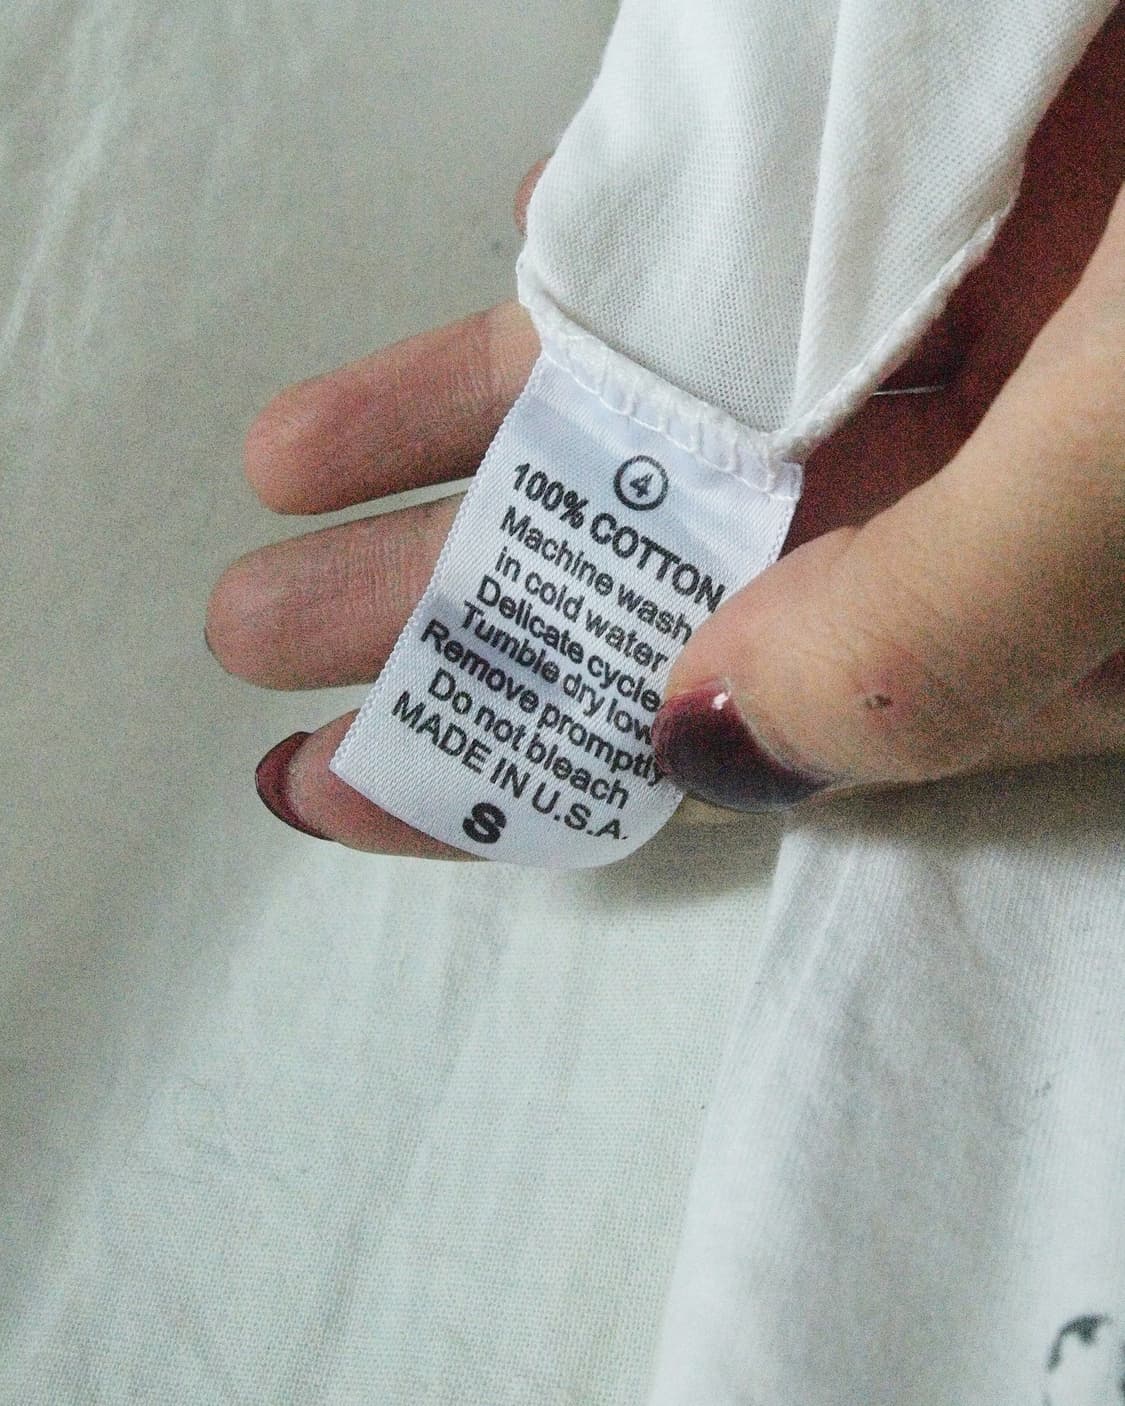 4
100% COTTON
Machine wash
in cold water
Delicate cycle
Tumble dry low
Remove promptly
Do not bleach
MADE IN U.S.A.
S